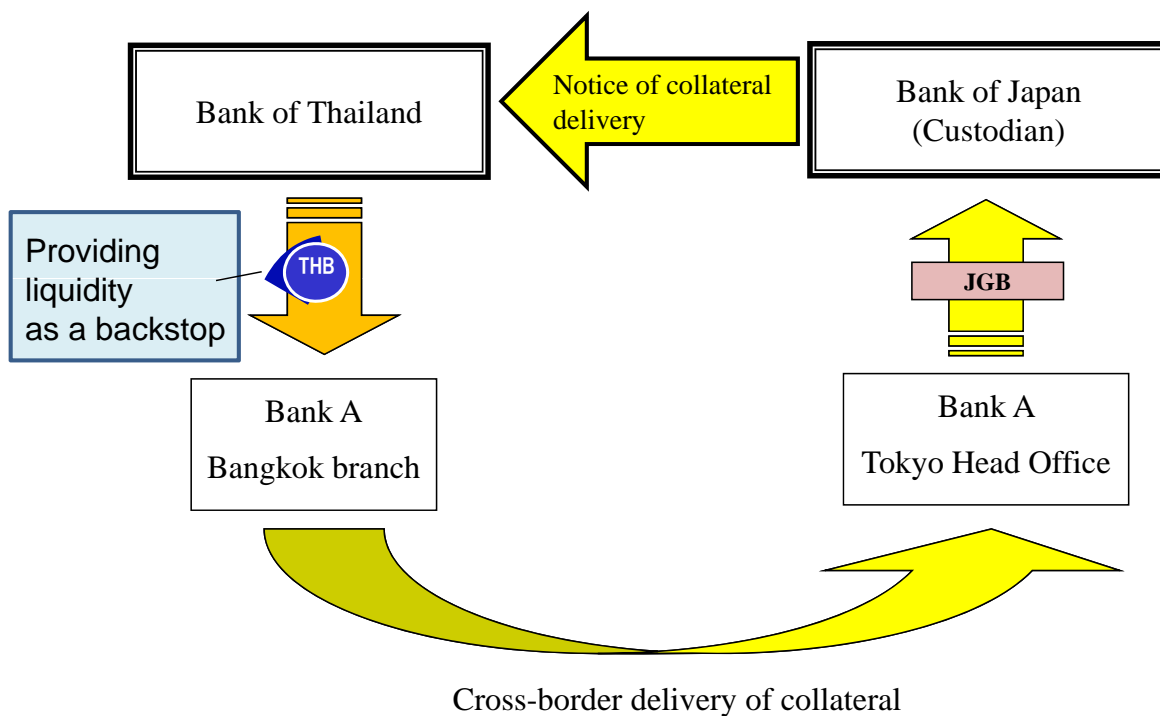 Bank of Thailand
Notice of collateral
delivery
Bank of Japan
(Custodian)
Providing
liquidity
as a backstop
THB
JGB
Bank A
Bangkok branch
Bank A
Tokyo Head Office
Cross-border delivery of collateral